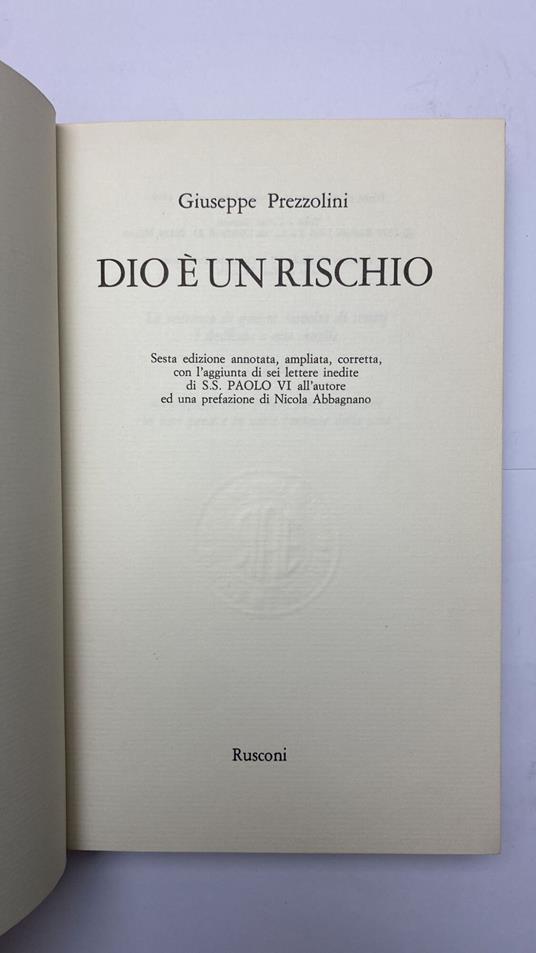 Giuseppe Prezzolini
DIO È UN RISCHIO
Sesta edizione annotata, ampliata, corretta,
con l'aggiunta di sei lettere inedite
di S.S. PAOLO VI all'autore
ed una prefazione di Nicola Abbagnano
Rusconi